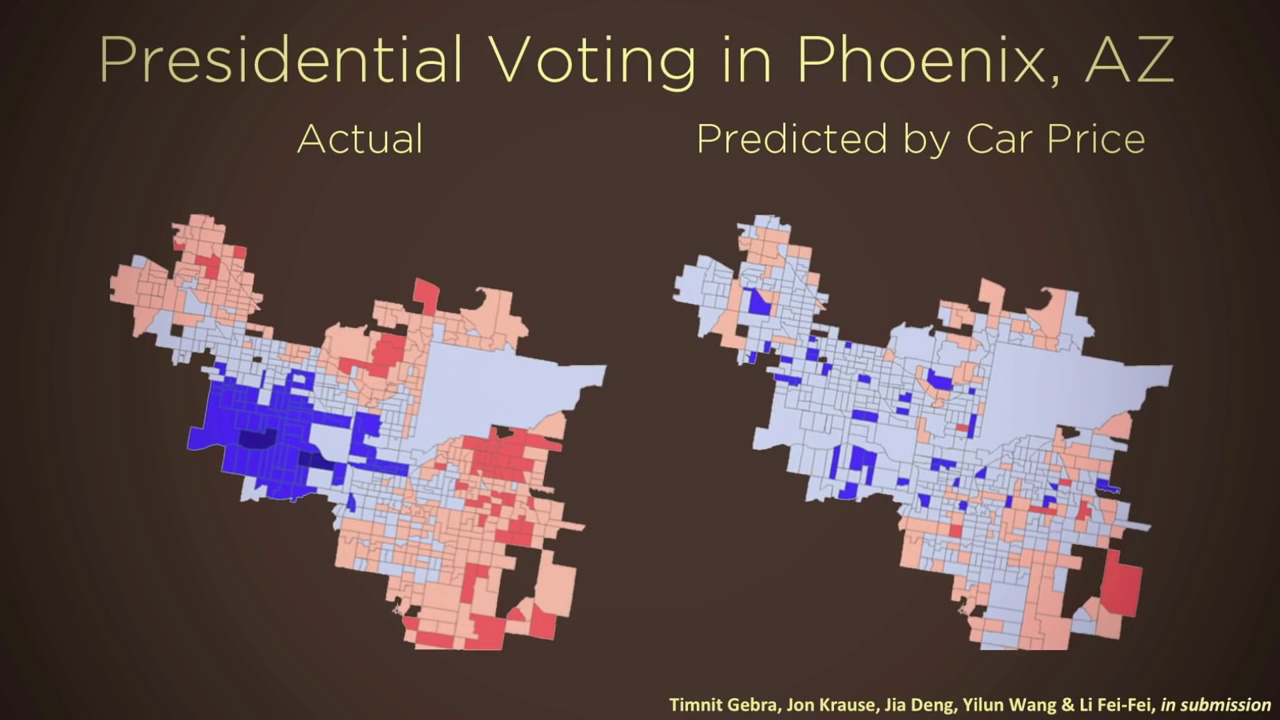 Presidential Voting in Phoenix, AZ
Actual
Predicted by Car Price
Timnit Gebra, Jon Krause, Jia Deng, Yilun Wang & Li Fei-Fei, in submission